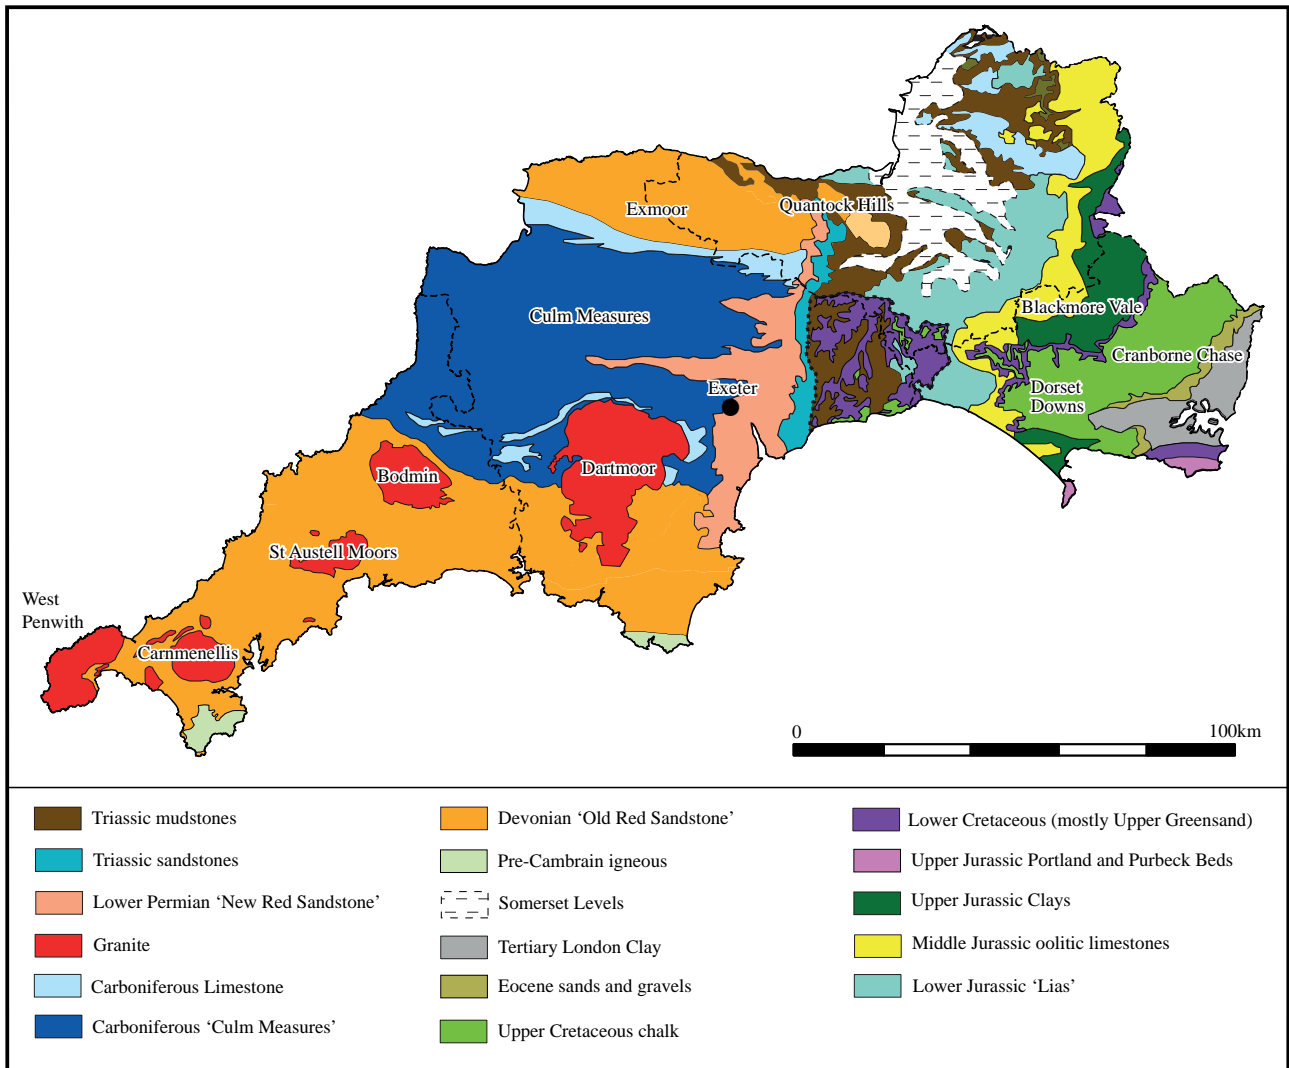 Exmoor
Quantock Hills
Culm Measures
Blackmore Vale
Cranborne Chase
Exeter
Dorset
Downs
Dartmoor
Bodmin
St Austell Moors
West
Penwith
Carnmenellis
0
100km
Triassic mudstones
Triassic sandstones
Lower Permian ‘New Red Sandstone’
Granite
Carboniferous Limestone
Carboniferous ‘Culm Measures’
Devonian ‘Old Red Sandstone’
Pre-Cambrain igneous
Somerset Levels
Tertiary London Clay
Eocene sands and gravels
Upper Cretaceous chalk
Lower Cretaceous (mostly Upper Greensand)
Upper Jurassic Portland and Purbeck Beds
Upper Jurassic Clays
Middle Jurassic oolitic limestones
Lower Jurassic ‘Lias’